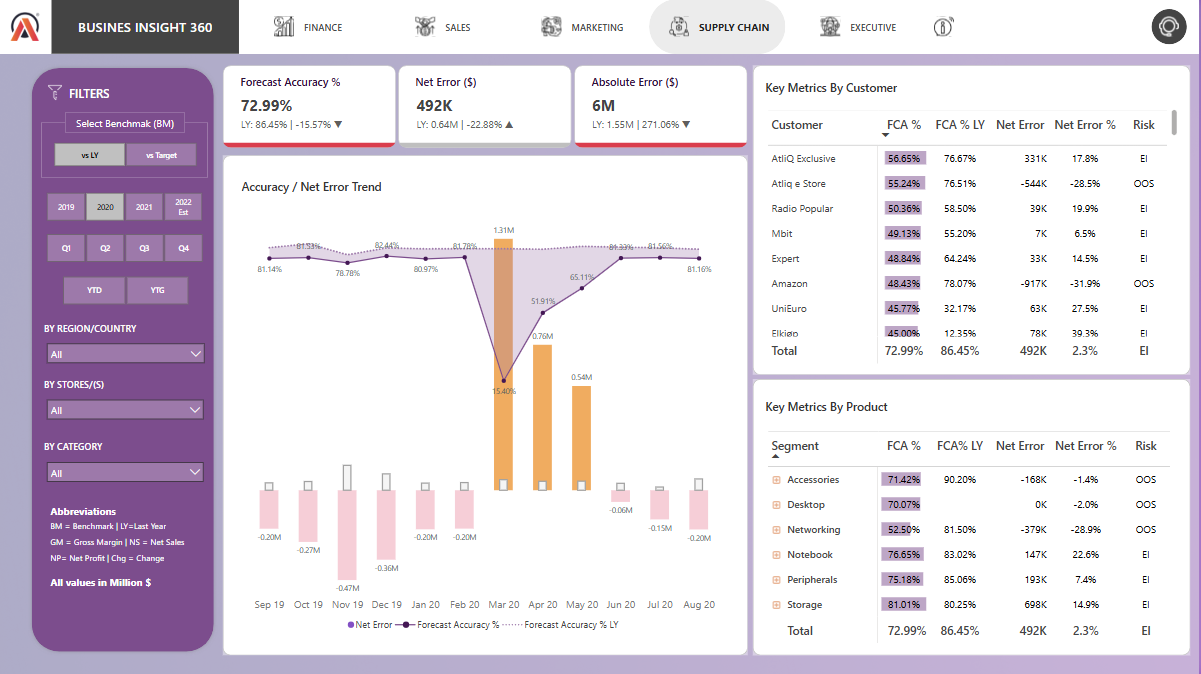 BUSINES INSIGHT 360
FINANCE
SALES
MARKETING
SUPPLY CHAIN
EXECUTIVE
FILTERS
Select Benchmak (BM)
vs LY
vs Target
2019
2020
2021
2022
Est
Q1
Q2
Q3
Q4
YTD
YTG
BY REGION/COUNTRY
All
BY STORES/(S)
All
BY CATEGORY
All
Abbreviations
BM = Benchmark | LY=Last Year
GM = Gross Margin | NS = Net Sales
NP= Net Profit | Chg = Change
All values in Million $
Forecast Accuracy %
72.99%
LY: 86.45% | -15.57% ▼
Net Error ($)
492K
LY: 0.64M | -22.88% ▲
Absolute Error ($)
6M
LY: 1.55M | 271.06% ▼
Accuracy / Net Error Trend
1.31M
81.14%
81.53%
78.78%
82.44%
80.97%
81.78%
15.40%
51.91%
65.11%
81.33%
81.56%
81.16%
0.76M
0.54M
-0.20M
-0.27M
-0.47M
-0.36M
-0.20M
-0.20M
-0.06M
-0.15M
-0.20M
Sep 19 Oct 19 Nov 19 Dec 19 Jan 20 Feb 20 Mar 20 Apr 20 May 20 Jun 20 Jul 20 Aug 20
Net Error Forecast Accuracy % Forecast Accuracy % LY
Key Metrics By Customer
Customer FCA % FCA % LY Net Error Net Error % Risk
AtliQ Exclusive 56.65% 76.67% 331K 17.8% EI
Atliq e Store 55.24% 76.51% -544K -28.5% OOS
Radio Popular 50.36% 58.50% 39K 19.9% EI
Mbit 49.13% 55.20% 7K 6.5% EI
Expert 48.84% 64.24% 33K 14.5% EI
Amazon 48.43% 78.07% -917K -31.9% OOS
UniEuro 45.77% 32.17% 63K 27.5% EI
Elkjøp 45.00% 12.35% 78K 39.3% EI
Total 72.99% 86.45% 492K 2.3% EI
Key Metrics By Product
Segment FCA % FCA% LY Net Error Net Error % Risk
Accessories 71.42% 90.20% -168K -1.4% OOS
Desktop 70.07% 0K -2.0% OOS
Networking 52.50% 81.50% -379K -28.9% OOS
Notebook 76.65% 83.02% 147K 22.6% EI
Peripherals 75.18% 85.06% 193K 7.4% EI
Storage 81.01% 80.25% 698K 14.9% EI
Total 72.99% 86.45% 492K 2.3% EI